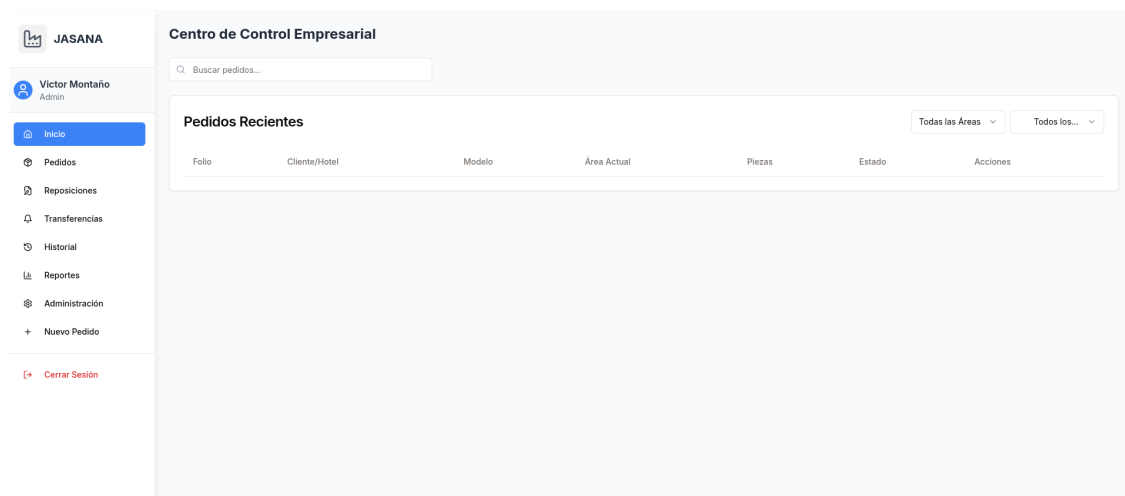 JASANA
Victor Montaño
Admin
Inicio
Pedidos
Reposiciones
Transferencias
Historial
Reportes
Administración
Nuevo Pedido
Cerrar Sesión
Centro de Control Empresarial
Buscar pedidos...
Pedidos Recientes
Todas las Áreas
Todos los...
Folio Cliente/Hotel Modelo Área Actual Piezas Estado Acciones